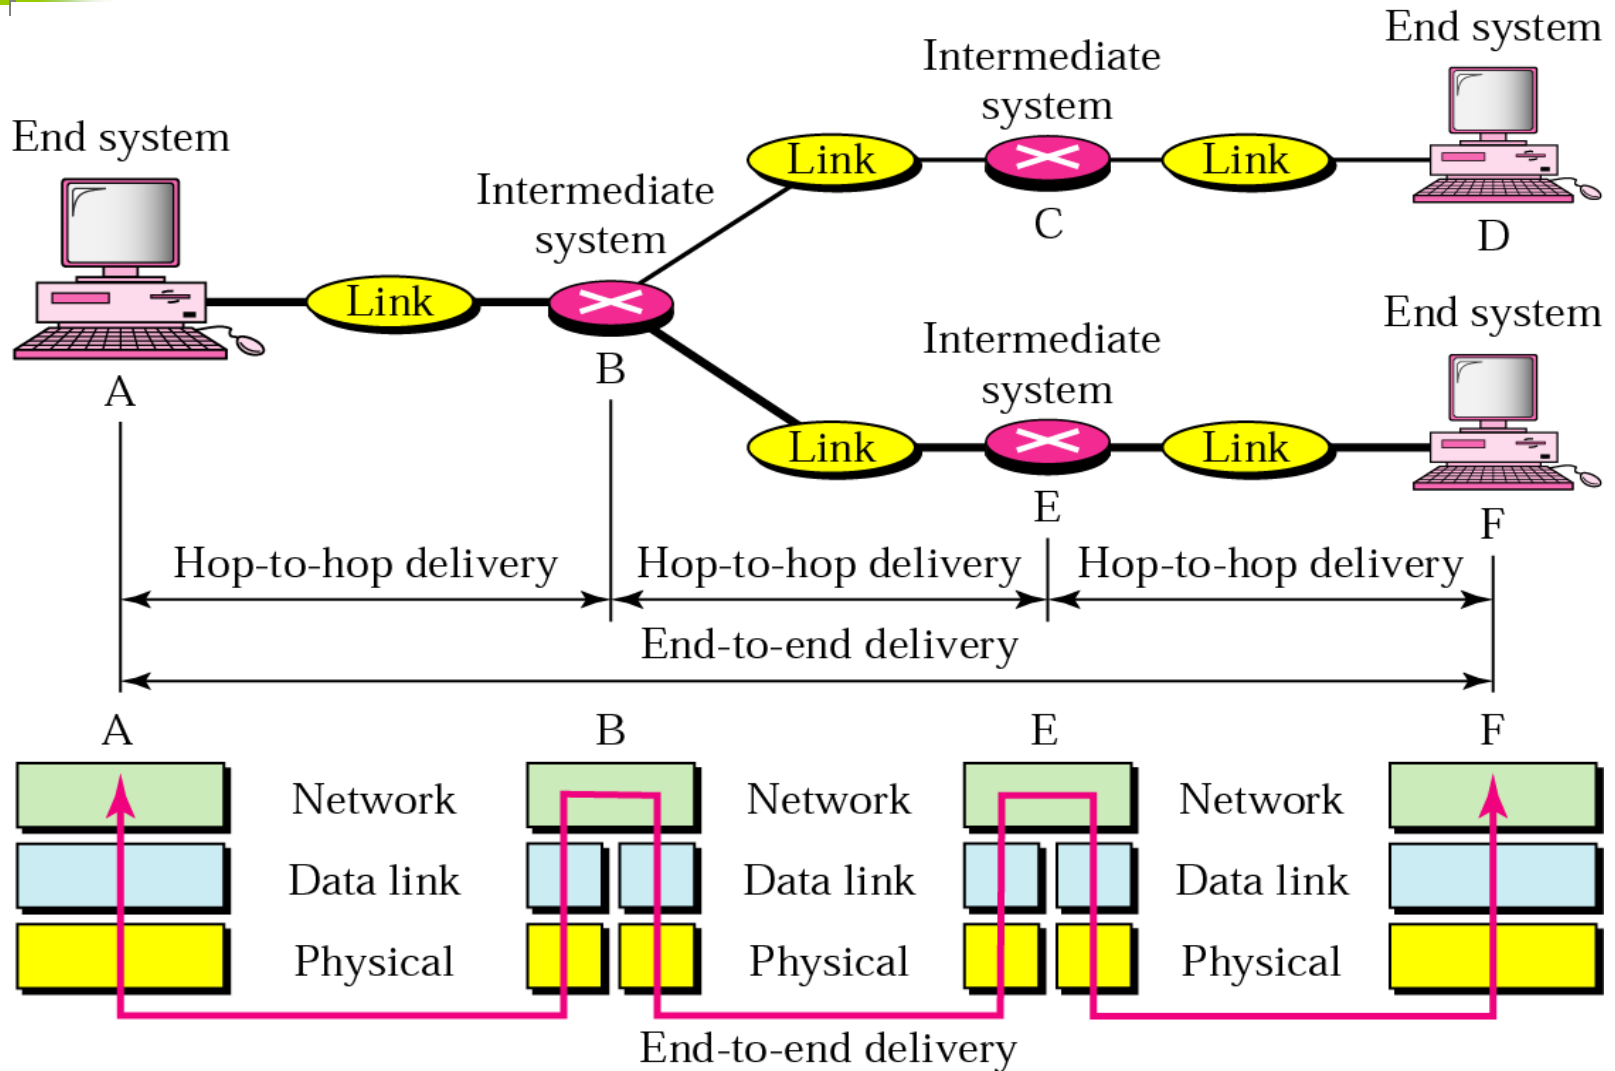 End system
Intermediate
system
End system
Link
Link
C
D
Intermediate
system
Link
B
A
End system
Intermediate
system
Link
Link
E
F
Hop-to-hop delivery
Hop-to-hop delivery
Hop-to-hop delivery
End-to-end delivery
A
B
E
F
Network
Network
Network
Data link
Data link
Data link
Physical
Physical
Physical
End-to-end delivery